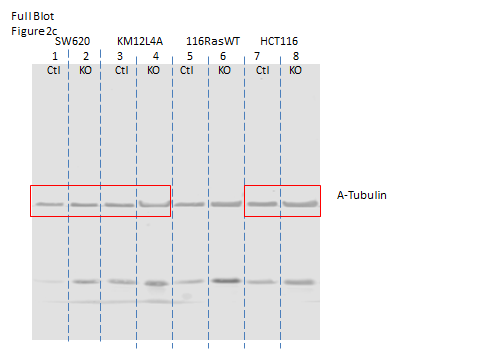 Full Blot
Figure2c
SW620 KM12L4A 116RasWT HCT116
1 2 3 4 5 6 7 8
Ctl KO Ctl KO Ctl KO Ctl KO
A-Tubulin